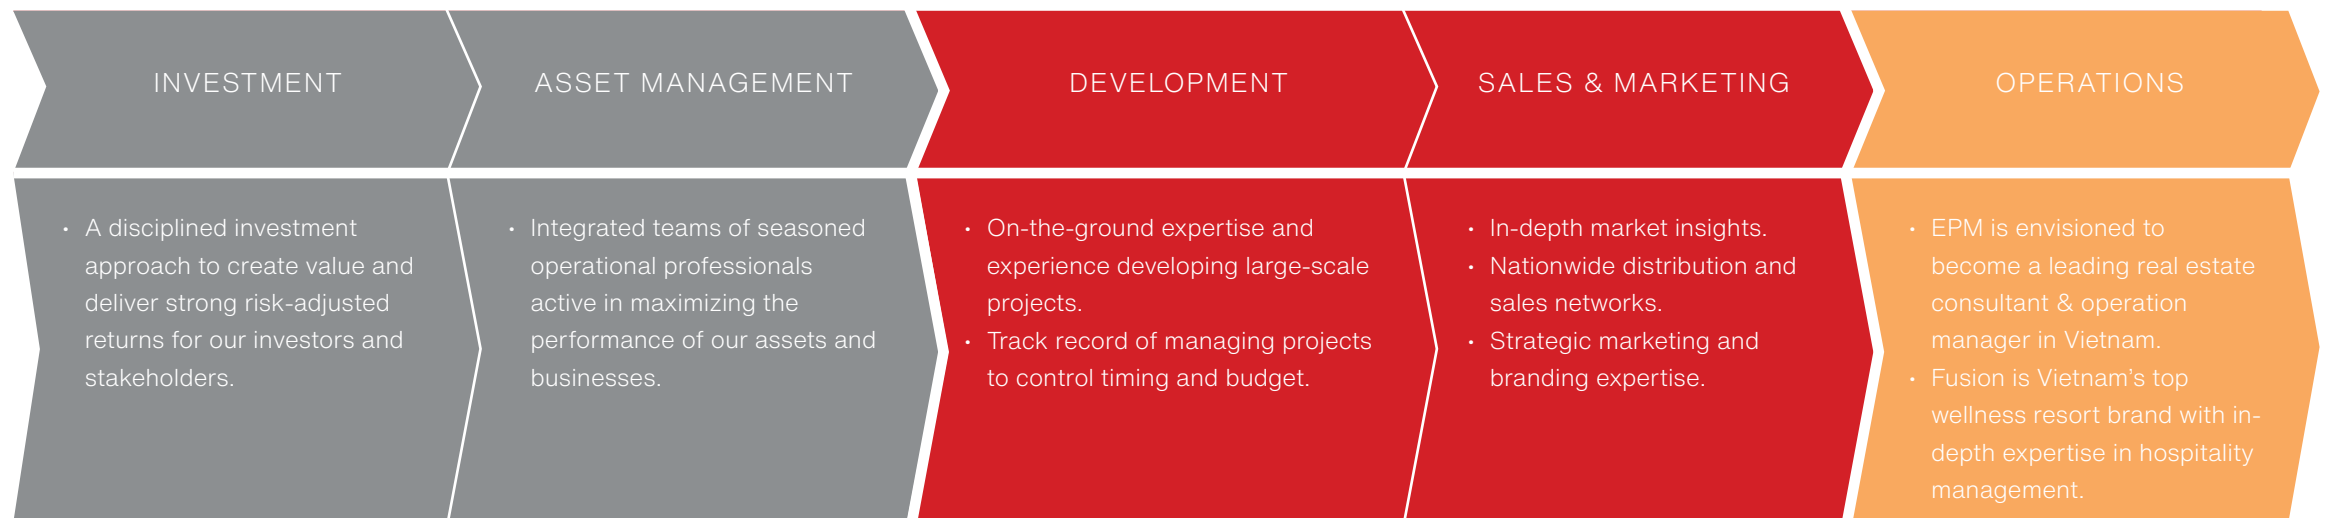 INVESTMENT
ASSET MANAGEMENT
DEVELOPMENT
SALES & MARKETING
OPERATIONS
• A disciplined investment
approach to create value and
deliver strong risk-adjusted
returns for our investors and
stakeholders.
• Integrated teams of seasoned
operational professionals
active in maximizing the
performance of our assets and
businesses.
• On-the-ground expertise and
experience developing large-scale
projects.
• Track record of managing projects
to control timing and budget.
• In-depth market insights.
• Nationwide distribution and
sales networks.
• Strategic marketing and
branding expertise.
• EPM is envisioned to
become a leading real estate
consultant & operation
manager in Vietnam.
• Fusion is Vietnam’s top
wellness resort brand with in-
depth expertise in hospitality
management.